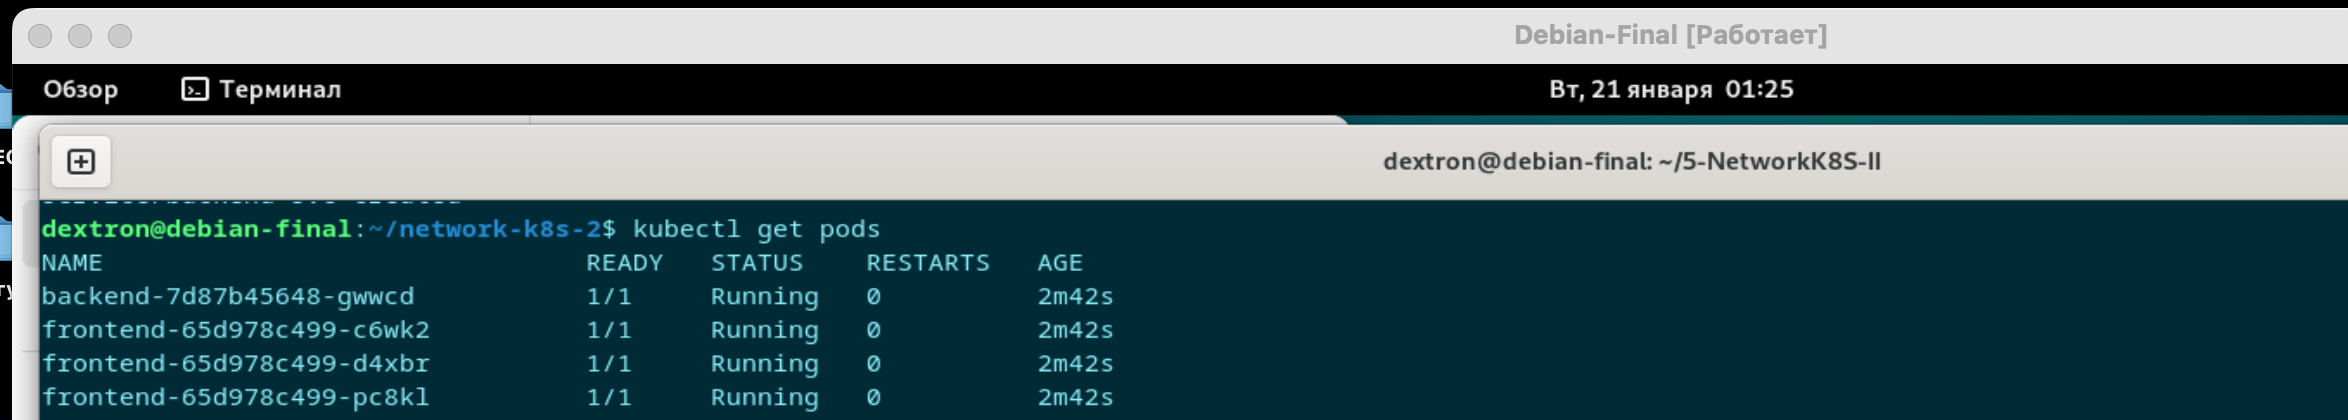 Debian-Final [Работает]
Обзор Терминал Вт, 21 января 01:25
dextron@debian-final: ~/5-NetworkK8S-II
dextron@debian-final:~/network-k8s-2$ kubectl get pods
NAME READY STATUS RESTARTS AGE
backend-7d87b45648-gwwcd 1/1 Running 0 2m42s
frontend-65d978c499-c6wk2 1/1 Running 0 2m42s
frontend-65d978c499-d4xbr 1/1 Running 0 2m42s
frontend-65d978c499-pc8kl 1/1 Running 0 2m42s